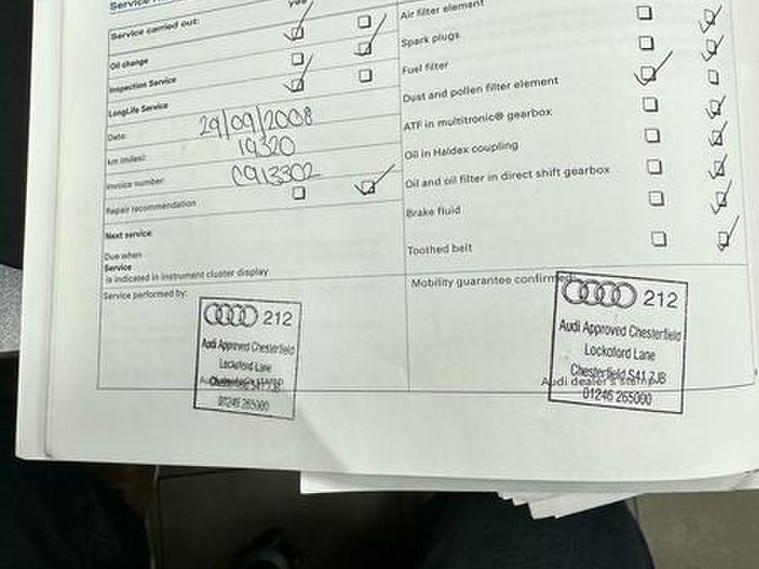 Service carried out:
yes
Oil change
Inspection Service
LongLife Service
Date:
29/09/2008
km (miles):
19320
Invoice number:
C913302
Repair recommendation
Next service:
Due when
Service
is indicated in instrument cluster display
Service performed by:
212
Audi Approved Chesterfield
Lockoford Lane
Chesterfield S41 7JB
01246 265000
Air filter element
Spark plugs
Fuel filter
Dust and pollen filter element
ATF in multitronic® gearbox
Oil in Haldex coupling
Oil and oil filter in direct shift gearbox
Brake fluid
Toothed belt
Mobility guarantee confirmed
212
Audi Approved Chesterfield
Lockoford Lane
Chesterfield S41 7JB
Audi dealer's stamp
01246 265000